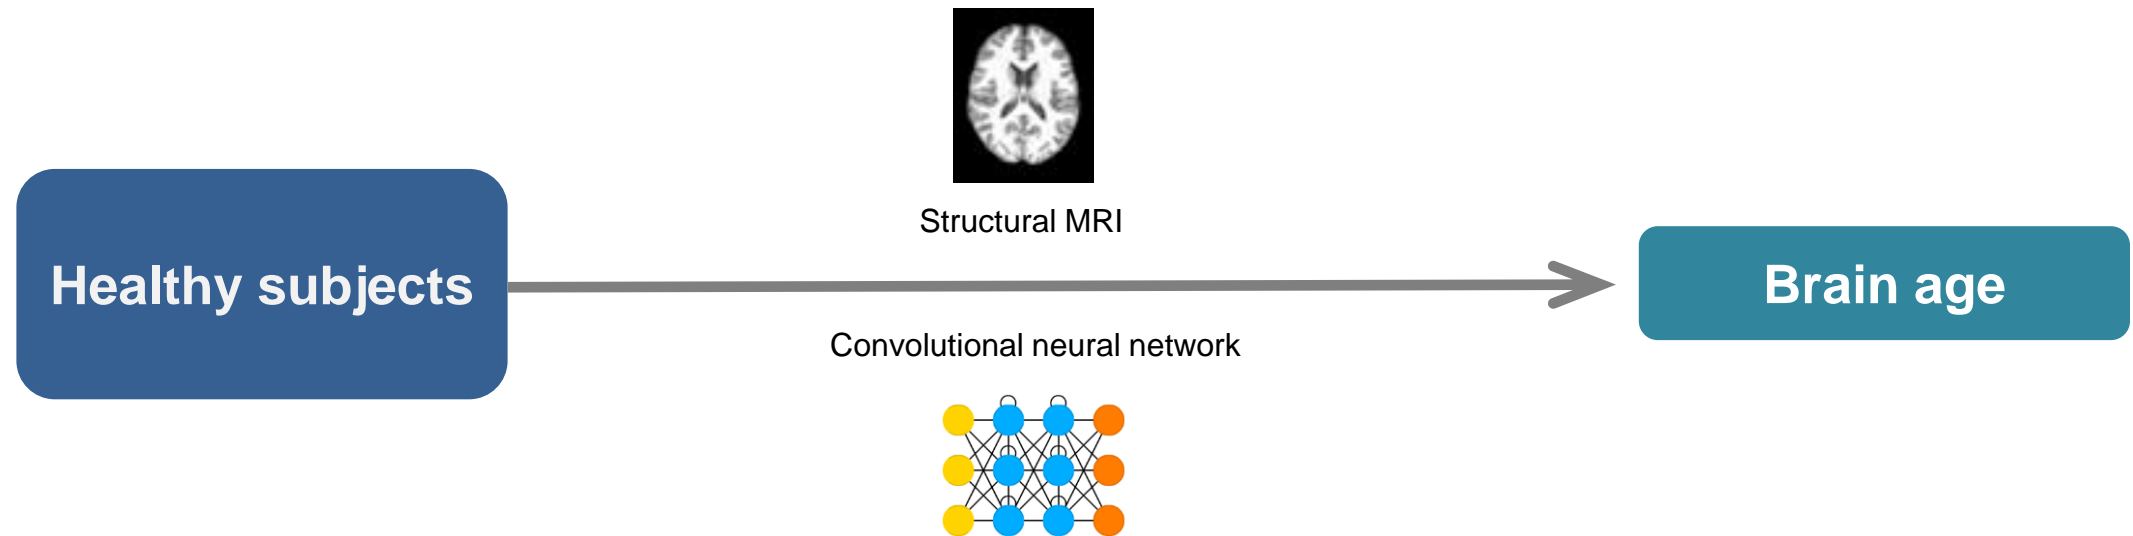 Structural MRI
Healthy subjects
Brain age
Convolutional neural network